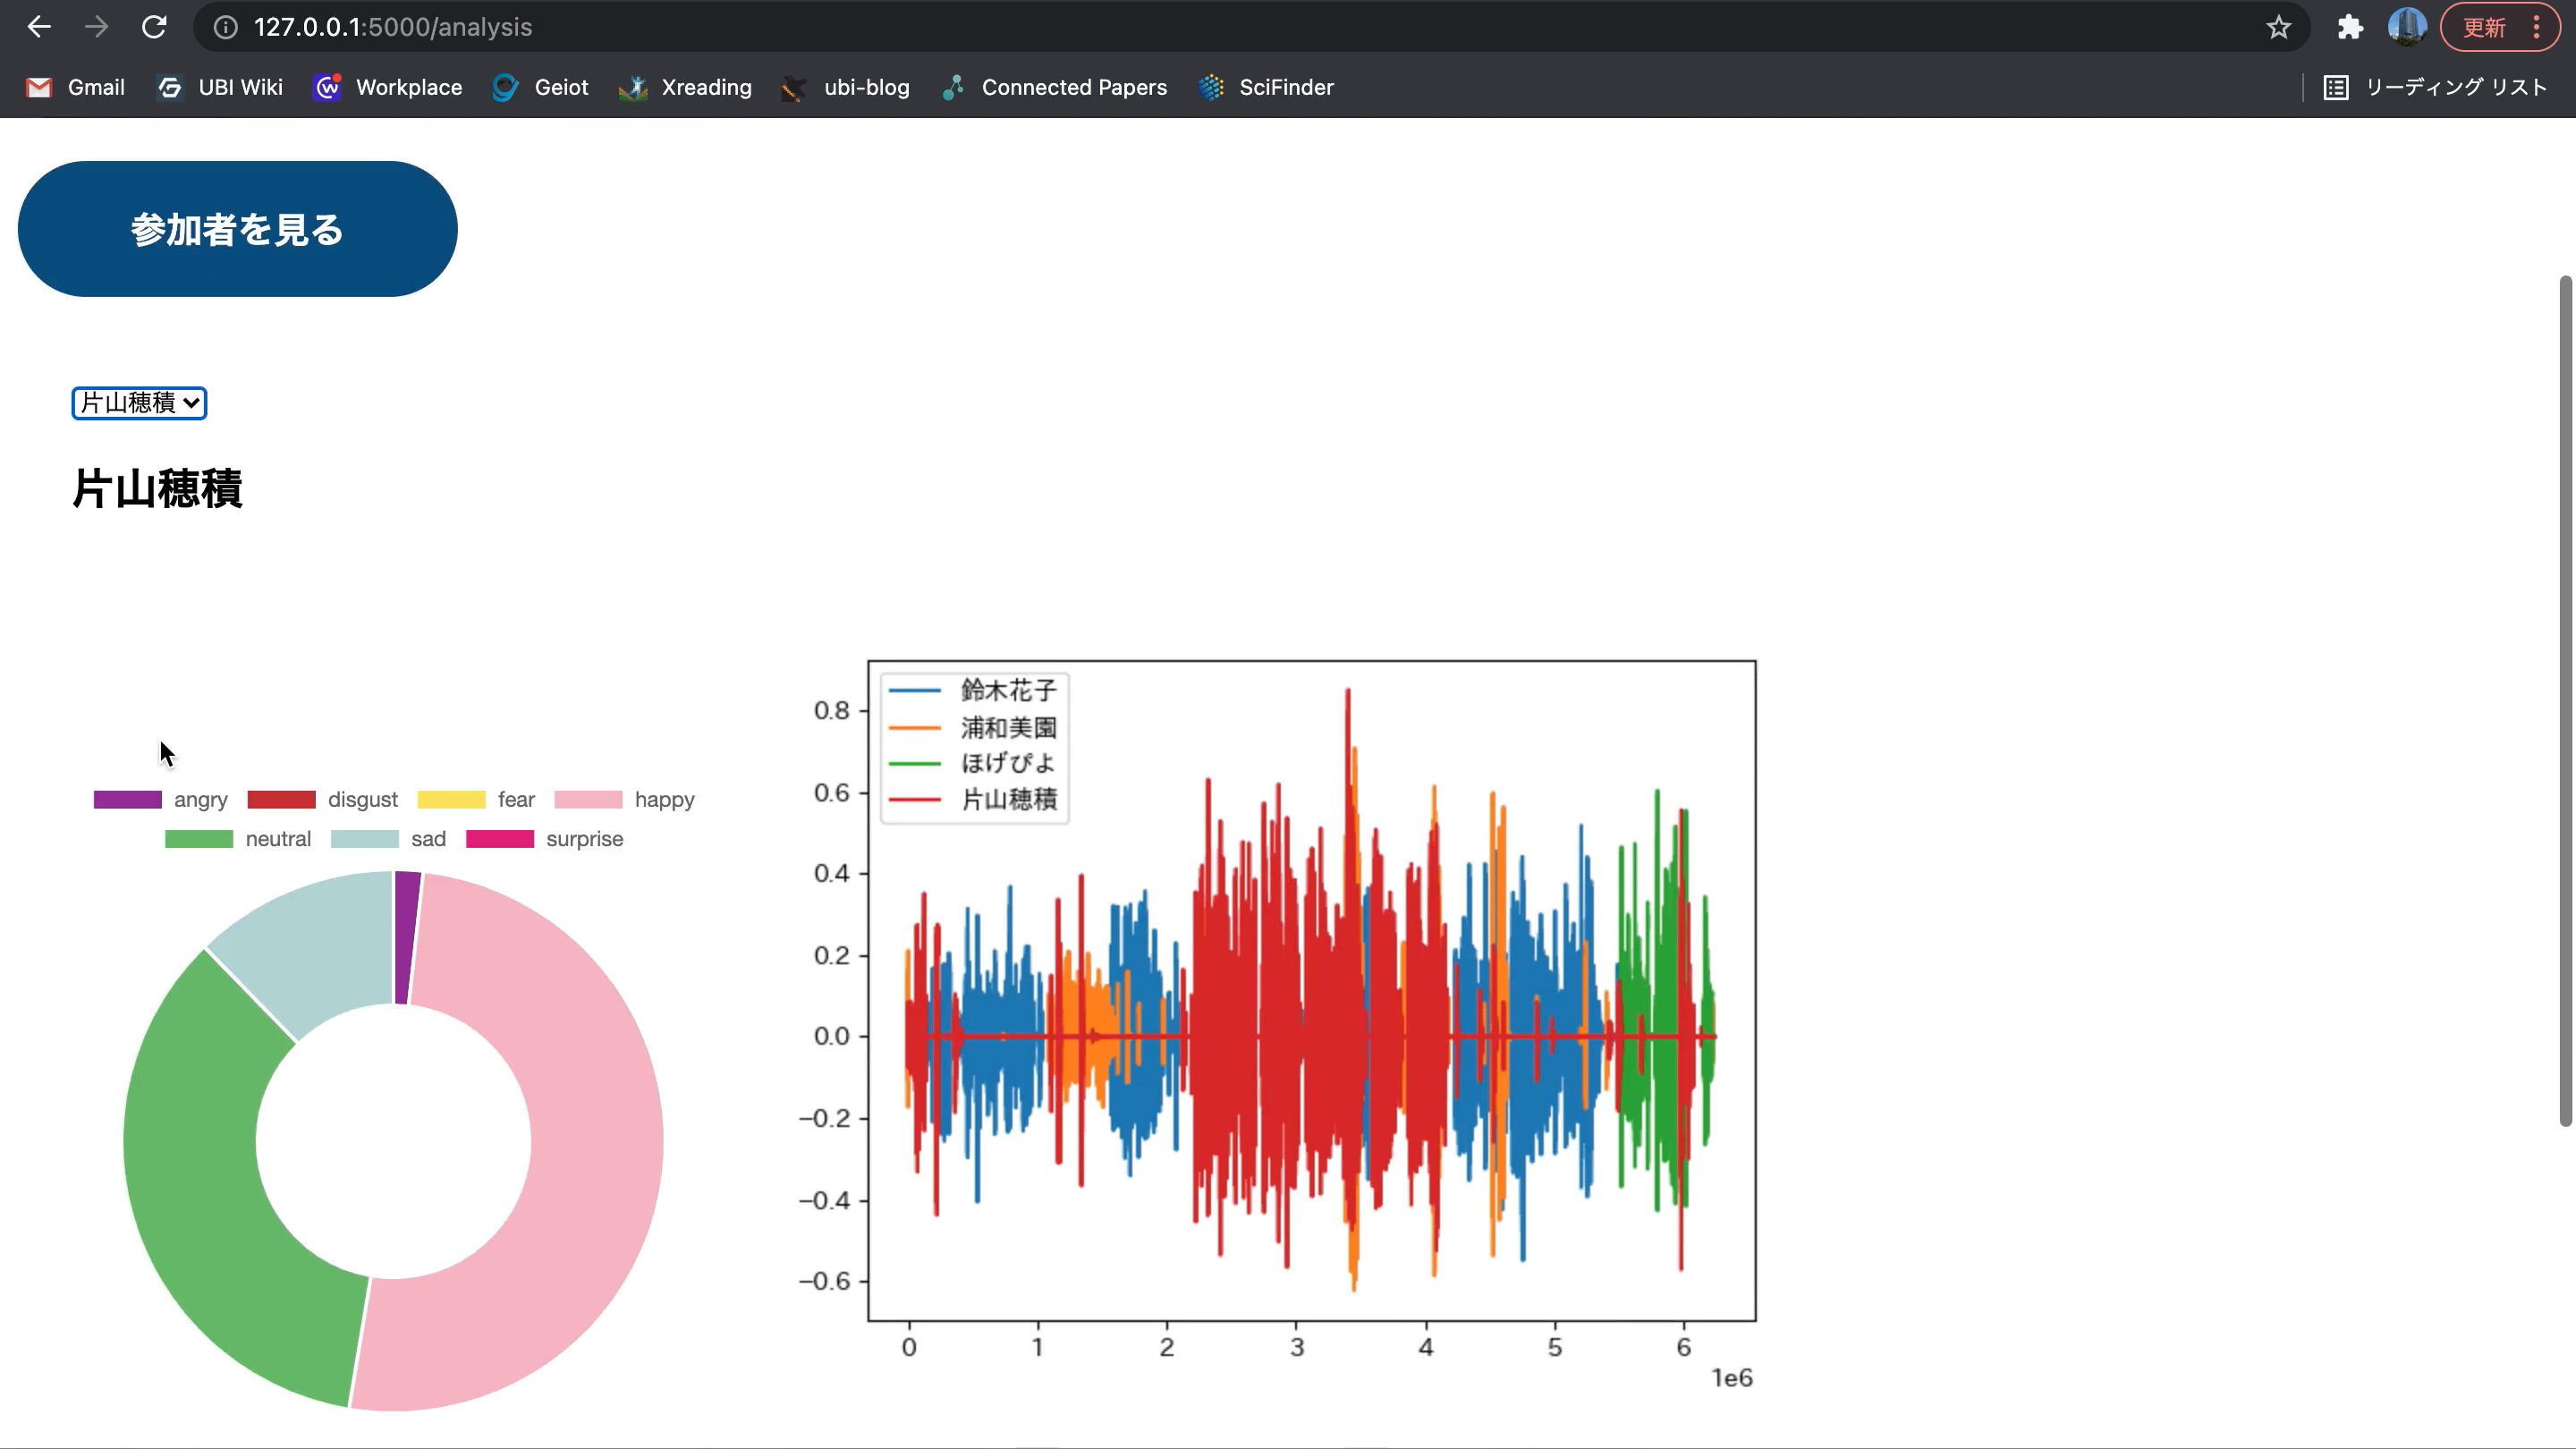 127.0.0.1:5000/analysis
更新
Gmail UBI Wiki Workplace Geiot Xreading ubi-blog Connected Papers SciFinder リーディング リスト
参加者を見る
片山穂積
片山穂積
angry disgust fear happy
neutral sad surprise
鈴木花子
浦和美園
ほげぴよ
片山穂積
0.8
0.6
0.4
0.2
0.0
−0.2
−0.4
−0.6
0 1 2 3 4 5 6
1e6